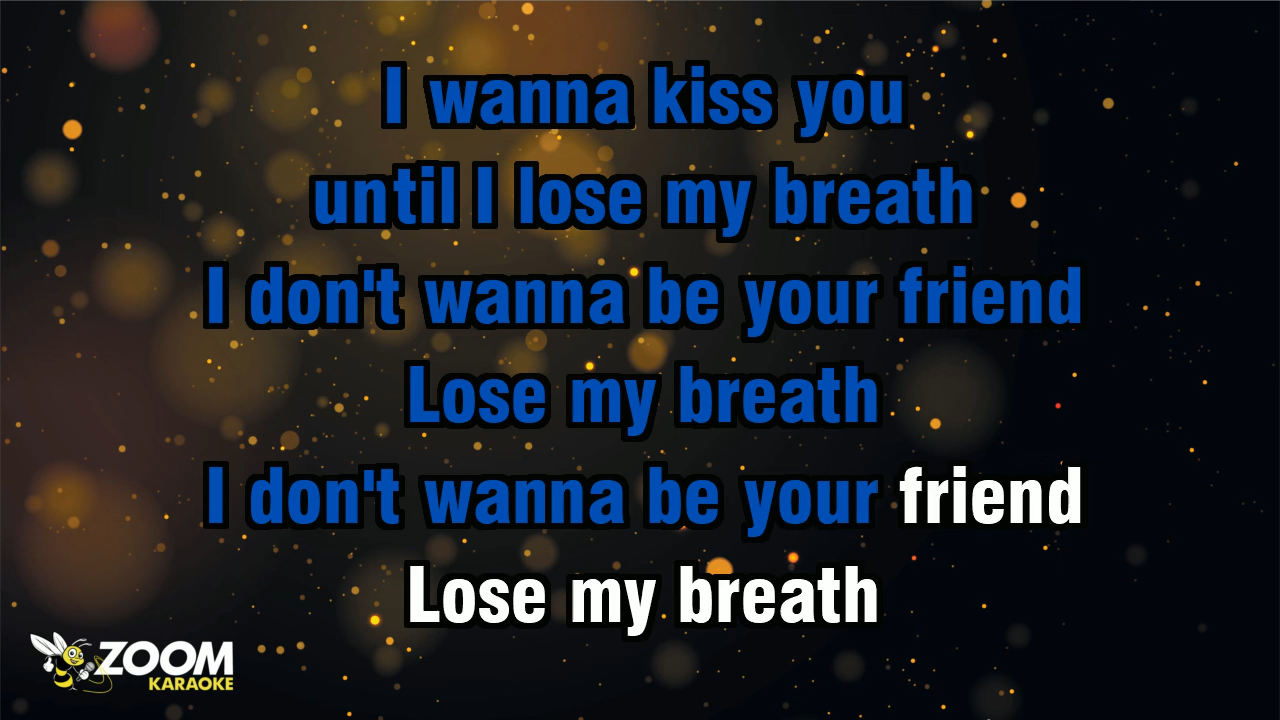 I wanna kiss you
until I lose my breath
I don't wanna be your friend
Lose my breath
I don't wanna be your friend
Lose my breath
ZOOM
KARAOKE